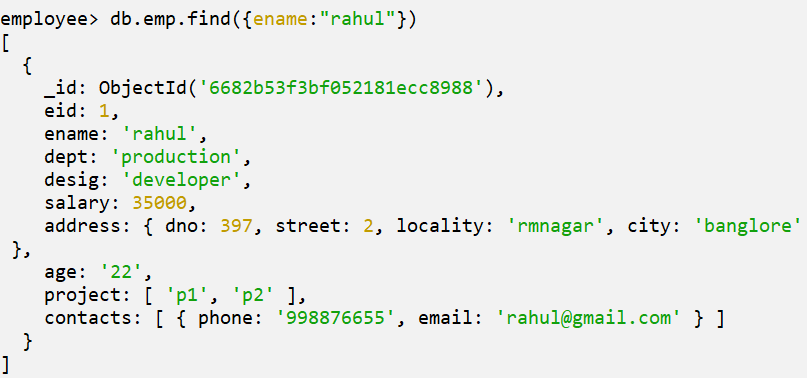 employee> db.emp.find({ename:"rahul"})
[
  {
    _id: ObjectId('6682b53f3bf052181ecc8988'),
    eid: 1,
    ename: 'rahul',
    dept: 'production',
    desig: 'developer',
    salary: 35000,
    address: { dno: 397, street: 2, locality: 'rmnagar', city: 'banglore'
 },
    age: '22',
    project: [ 'p1', 'p2' ],
    contacts: [ { phone: '998876655', email: 'rahul@gmail.com' } ]
  }
]